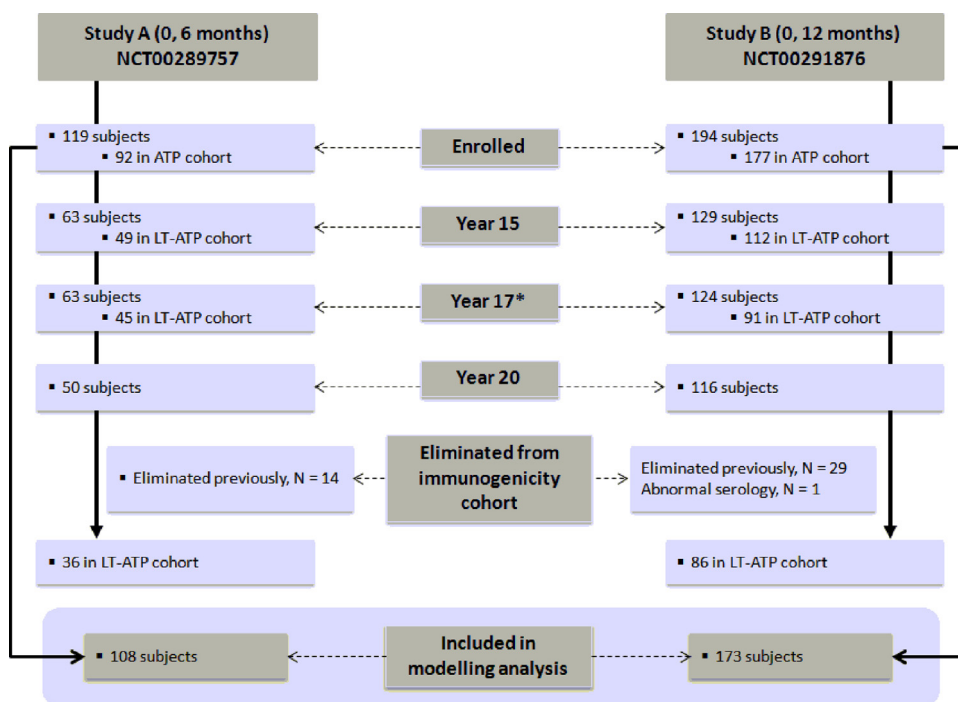 Study A (0, 6 months)
NCT00289757
Study B (0, 12 months)
NCT00291876
▪ 119 subjects
▪ 92 in ATP cohort
Enrolled
▪ 194 subjects
▪ 177 in ATP cohort
▪ 63 subjects
▪ 49 in LT-ATP cohort
Year 15
▪ 129 subjects
▪ 112 in LT-ATP cohort
▪ 63 subjects
▪ 45 in LT-ATP cohort
Year 17*
▪ 124 subjects
▪ 91 in LT-ATP cohort
▪ 50 subjects
Year 20
▪ 116 subjects
▪ Eliminated previously, N = 14
Eliminated from
immunogenicity
cohort
Eliminated previously, N = 29
Abnormal serology, N = 1
▪ 36 in LT-ATP cohort
▪ 86 in LT-ATP cohort
▪ 108 subjects
Included in
modelling analysis
▪ 173 subjects